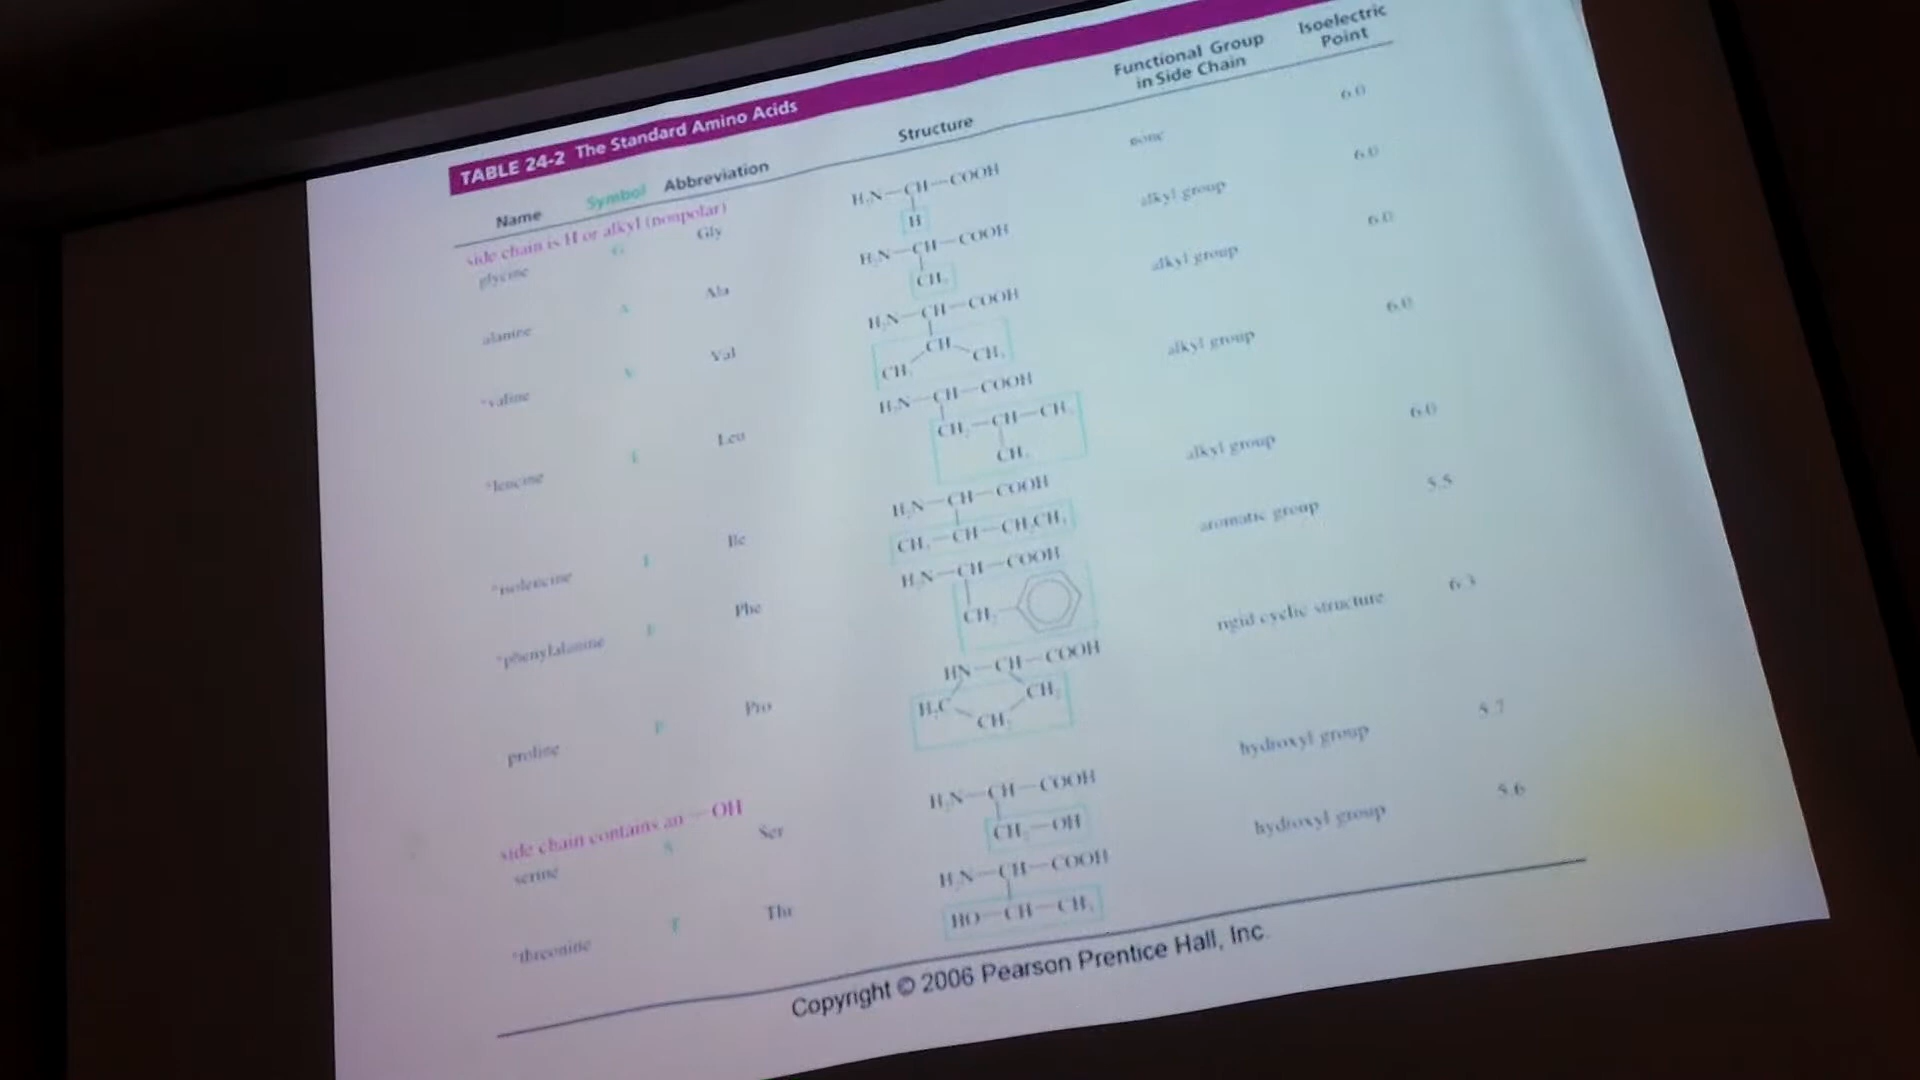 TABLE 24-2 The Standard Amino Acids
Name Symbol Abbreviation Structure Functional Group in Side Chain Isoelectric Point
side chain is H or alkyl (nonpolar)
glycine G Gly H₂N—CH—COOH none 6.0
H
alanine A Ala H₂N—CH—COOH alkyl group 6.0
CH₃
*valine V Val H₂N—CH—COOH alkyl group 6.0
CH
CH₃ CH₃
*leucine L Leu H₂N—CH—COOH alkyl group 6.0
CH₂—CH—CH₃
CH₃
*isoleucine I Ile H₂N—CH—COOH alkyl group 6.0
CH₃—CH—CH₂CH₃
*phenylalanine F Phe H₂N—CH—COOH aromatic group 5.5
CH₂
proline P Pro HN—CH—COOH rigid cyclic structure 6.3
H₂C CH₂
CH₂
side chain contains an —OH
serine S Ser H₂N—CH—COOH hydroxyl group 5.7
CH₂—OH
*threonine T Thr H₂N—CH—COOH hydroxyl group 5.6
HO—CH—CH₃
Copyright © 2006 Pearson Prentice Hall, Inc.